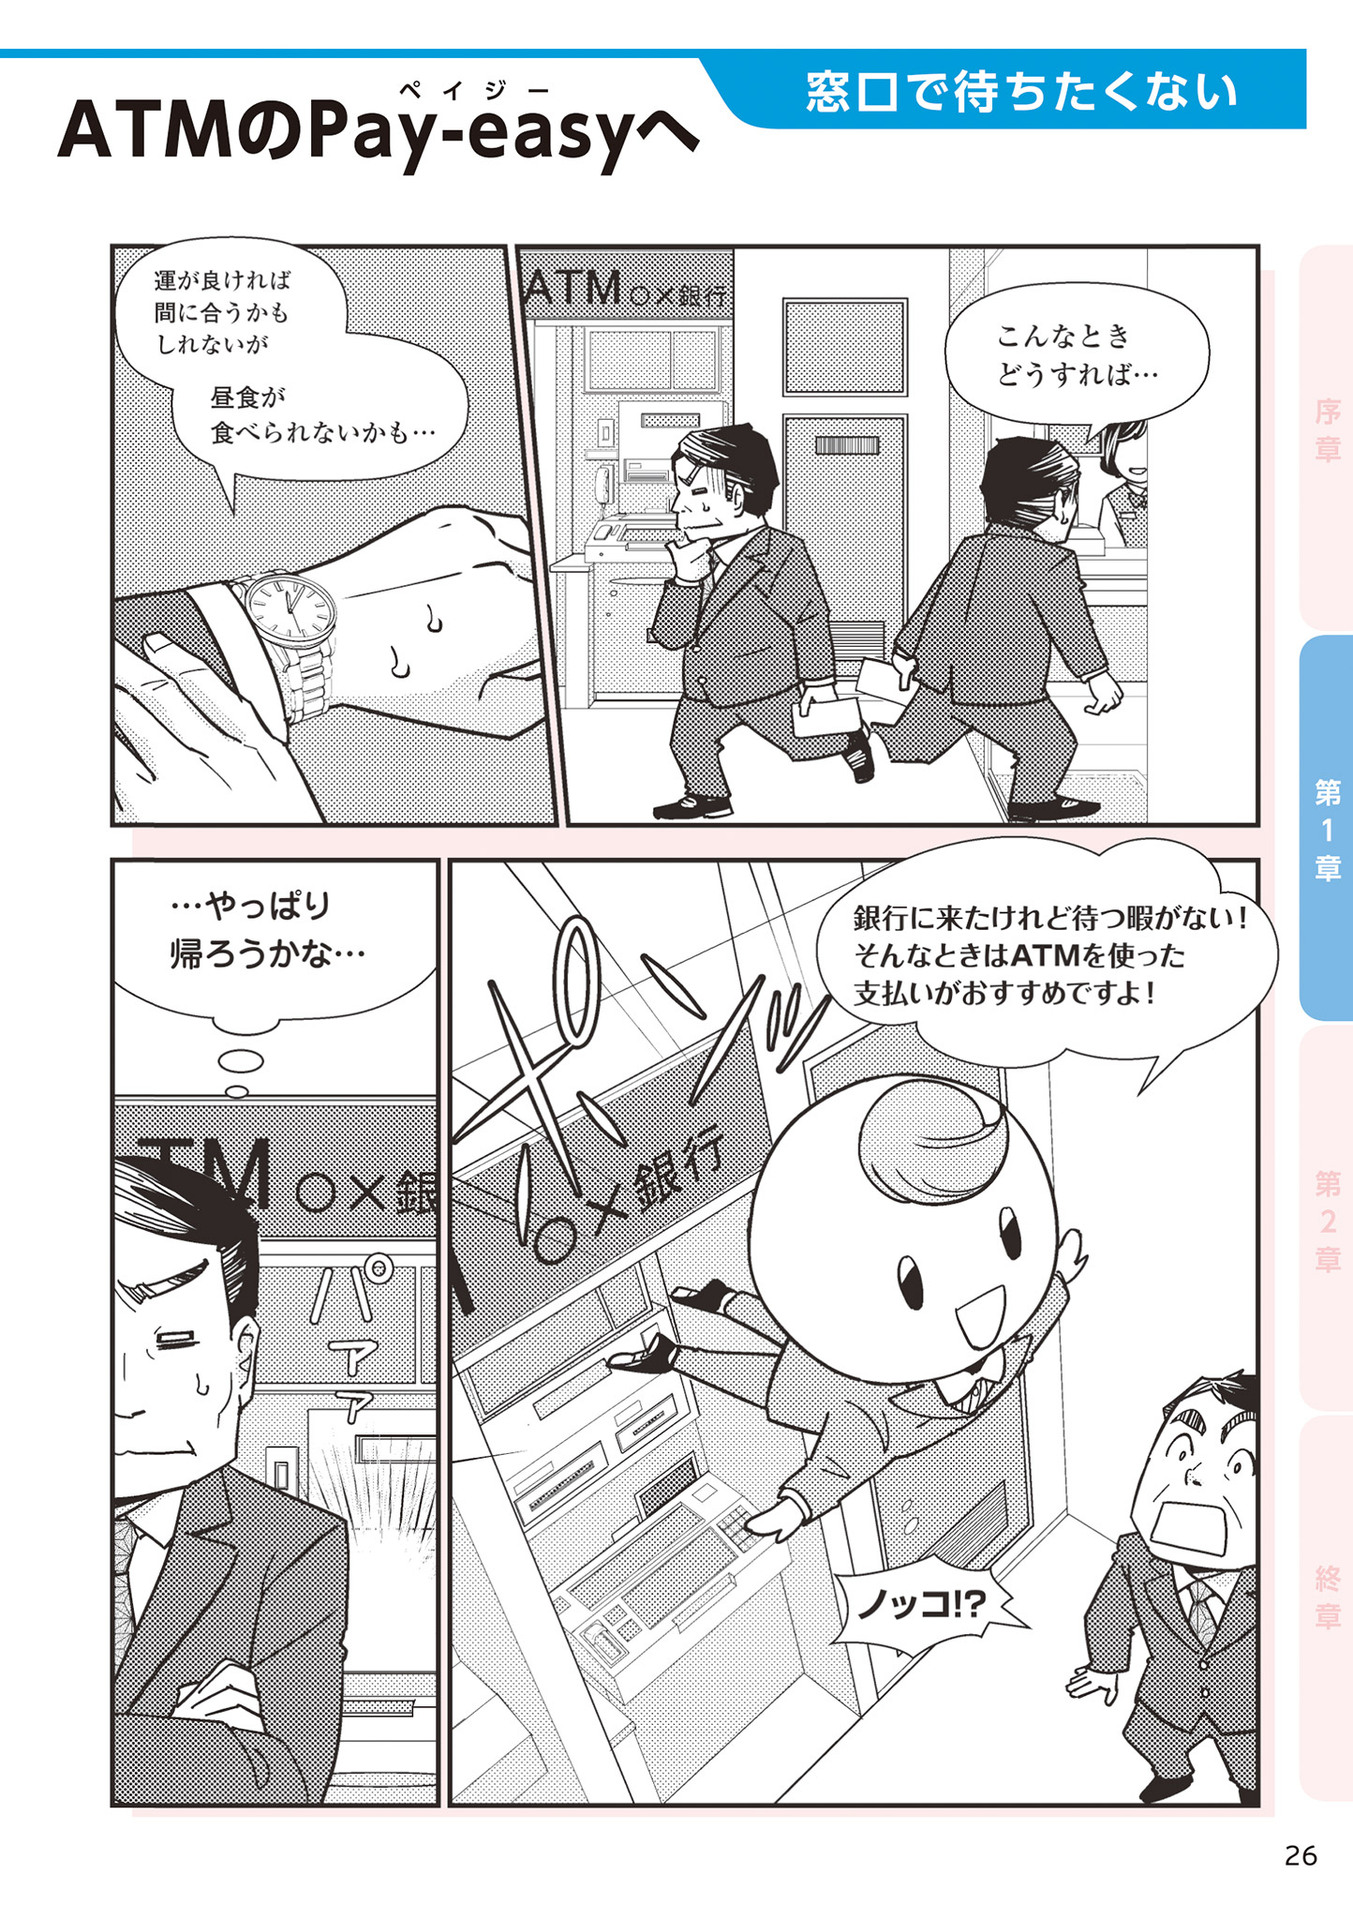 窓口で待ちたくない
ペイジー
ATMのPay-easyへ
運が良ければ
間に合うかも
しれないが
昼食が
食べられないかも…
ATM ○×銀行
こんなとき
どうすれば…
…やっぱり
帰ろうかな…
TM ○×銀
パァァ
銀行に来たけれど待つ暇がない！
そんなときはATMを使った
支払いがおすすめですよ！
○×銀行
ノッコ!?
序章
第1章
第2章
終章
26